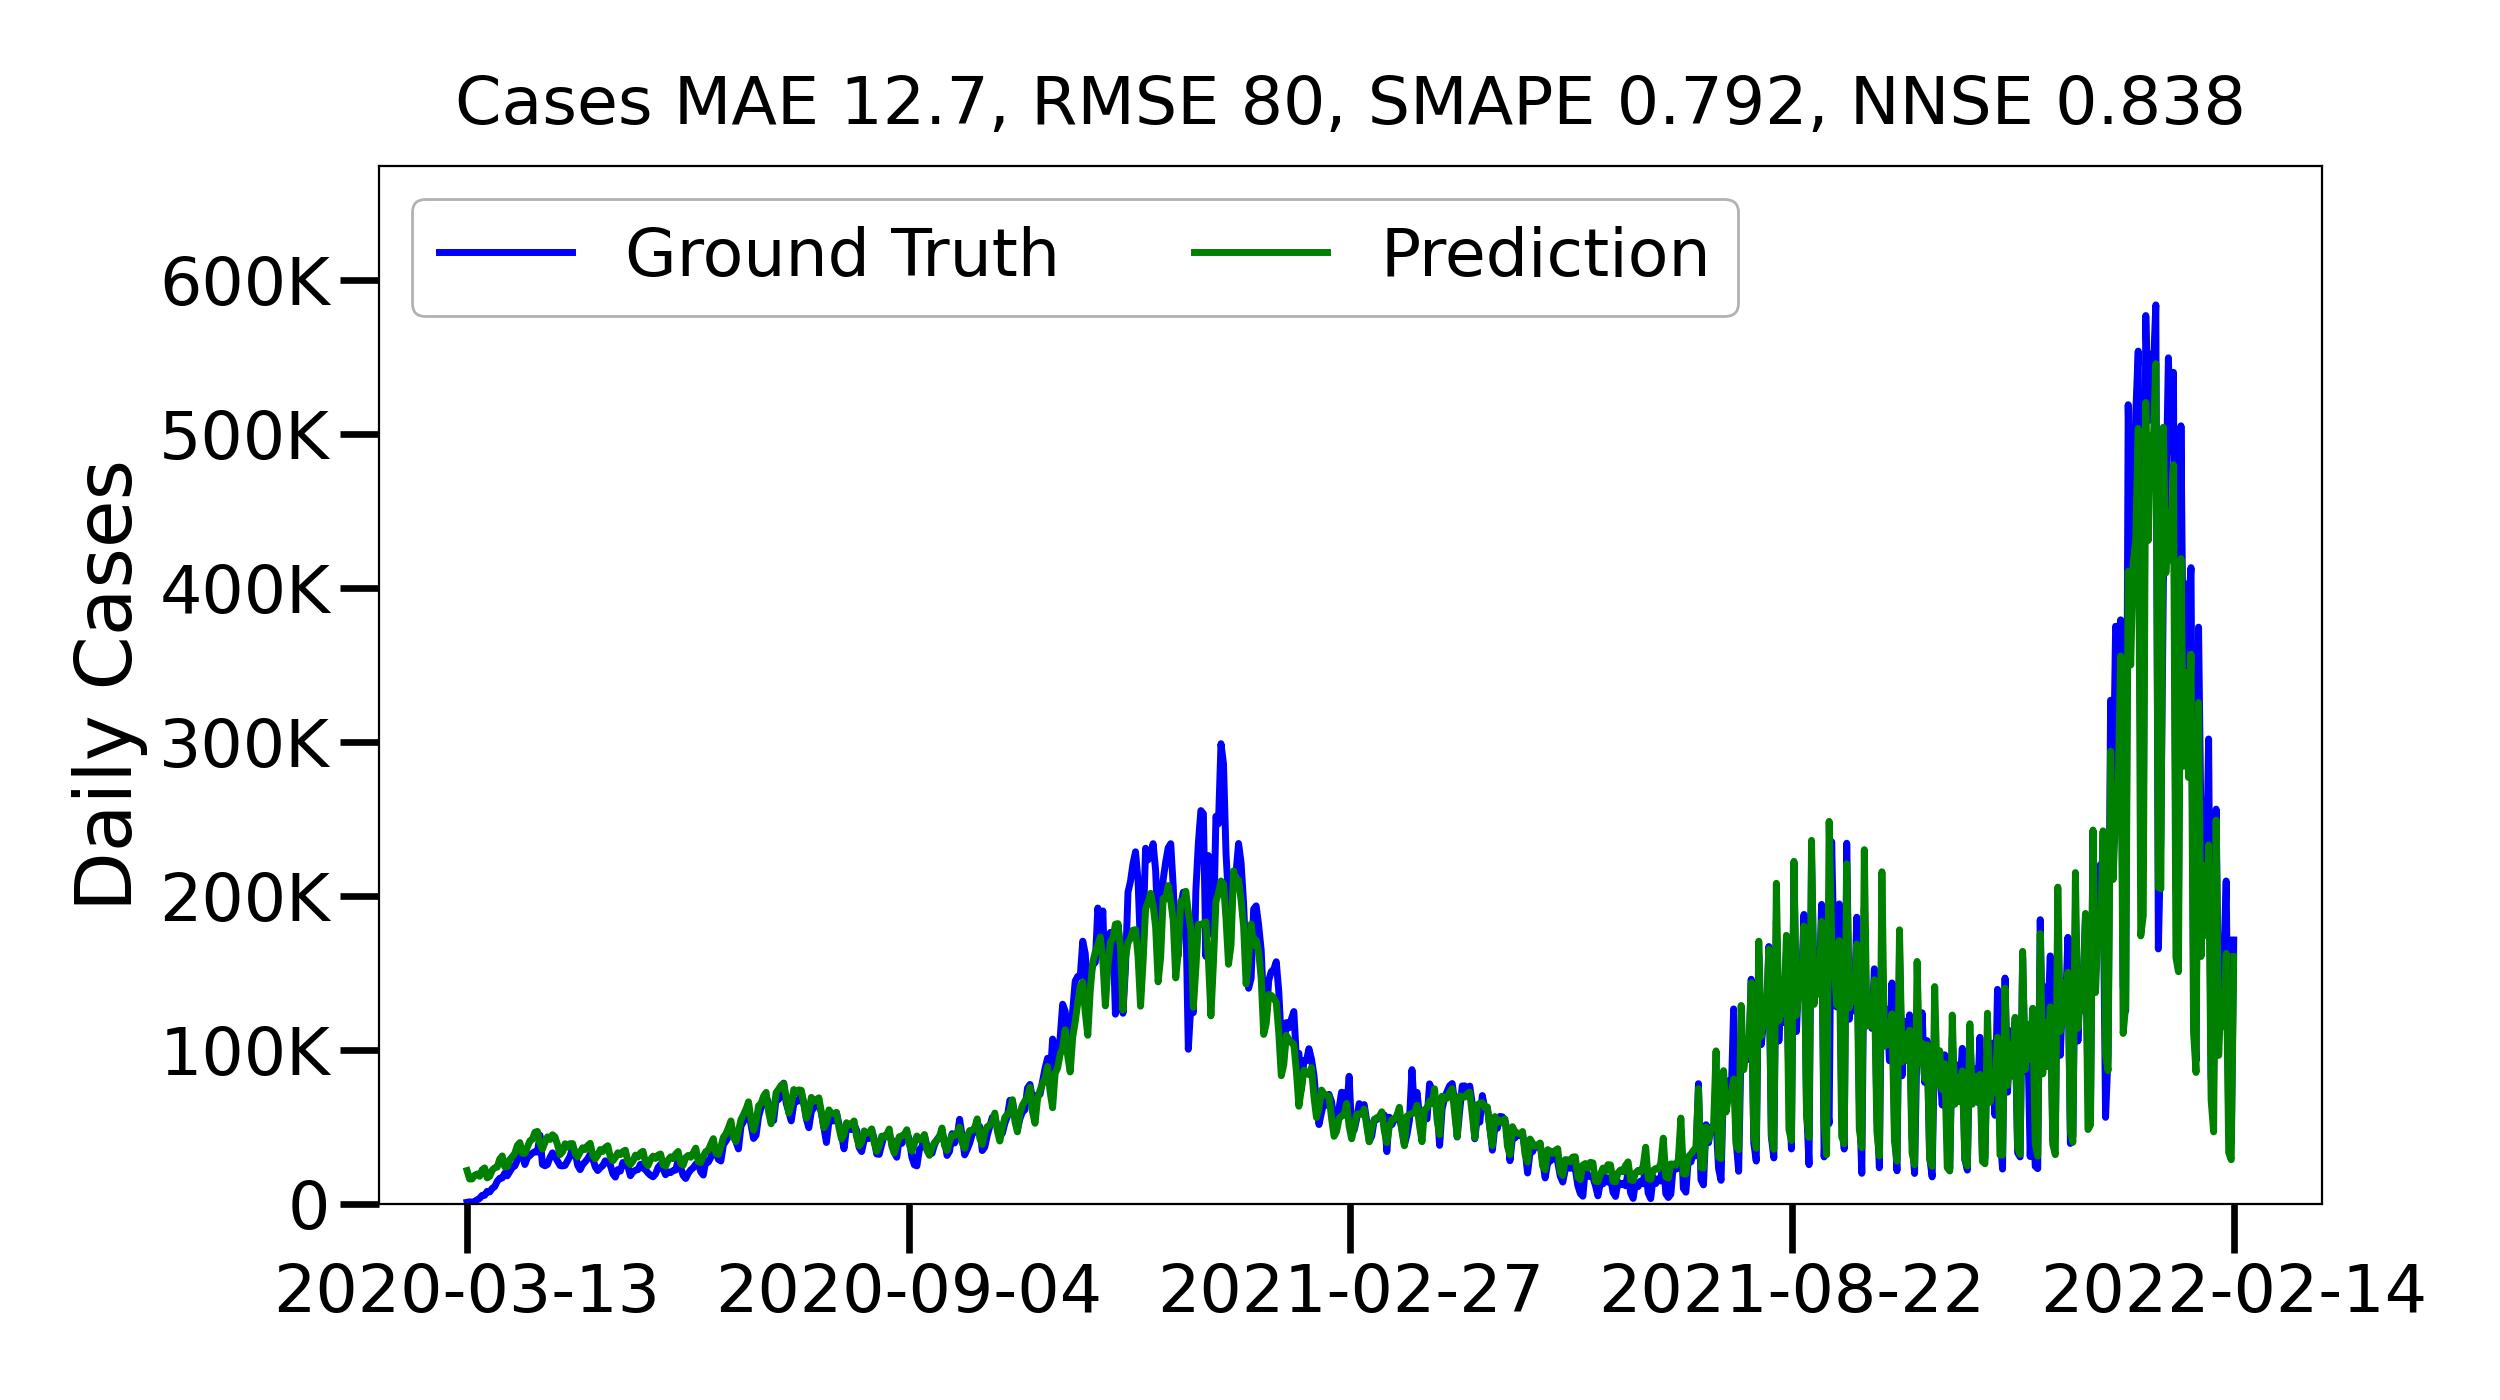 Cases MAE 12.7, RMSE 80, SMAPE 0.792, NNSE 0.838
Ground Truth Prediction
Daily Cases
600K
500K
400K
300K
200K
100K
0
2020-03-13 2020-09-04 2021-02-27 2021-08-22 2022-02-14